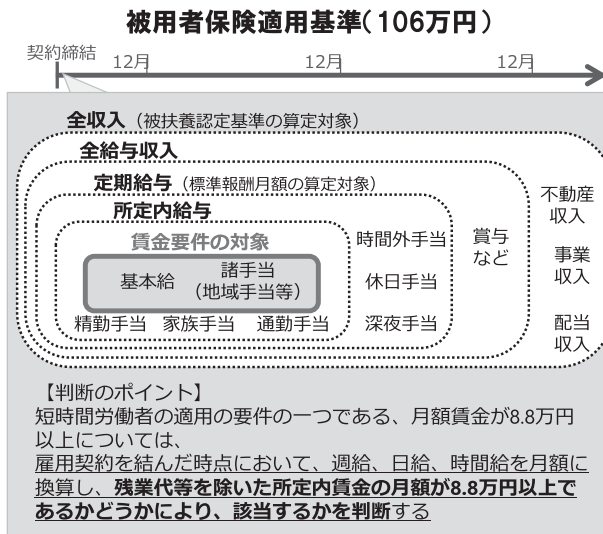 被用者保険適用基準（106万円）
契約締結
12月 12月 12月
全収入（被扶養認定基準の算定対象）
全給与収入
定期給与（標準報酬月額の算定対象）
所定内給与
賃金要件の対象
基本給
諸手当
（地域手当等）
精勤手当 家族手当 通勤手当
時間外手当
休日手当
深夜手当
賞与
など
不動産
収入
事業
収入
配当
収入
【判断のポイント】
短時間労働者の適用の要件の一つである、月額賃金が8.8万円
以上については、
雇用契約を結んだ時点において、週給、日給、時間給を月額に
換算し、残業代等を除いた所定内賃金の月額が8.8万円以上で
あるかどうかにより、該当するかを判断する